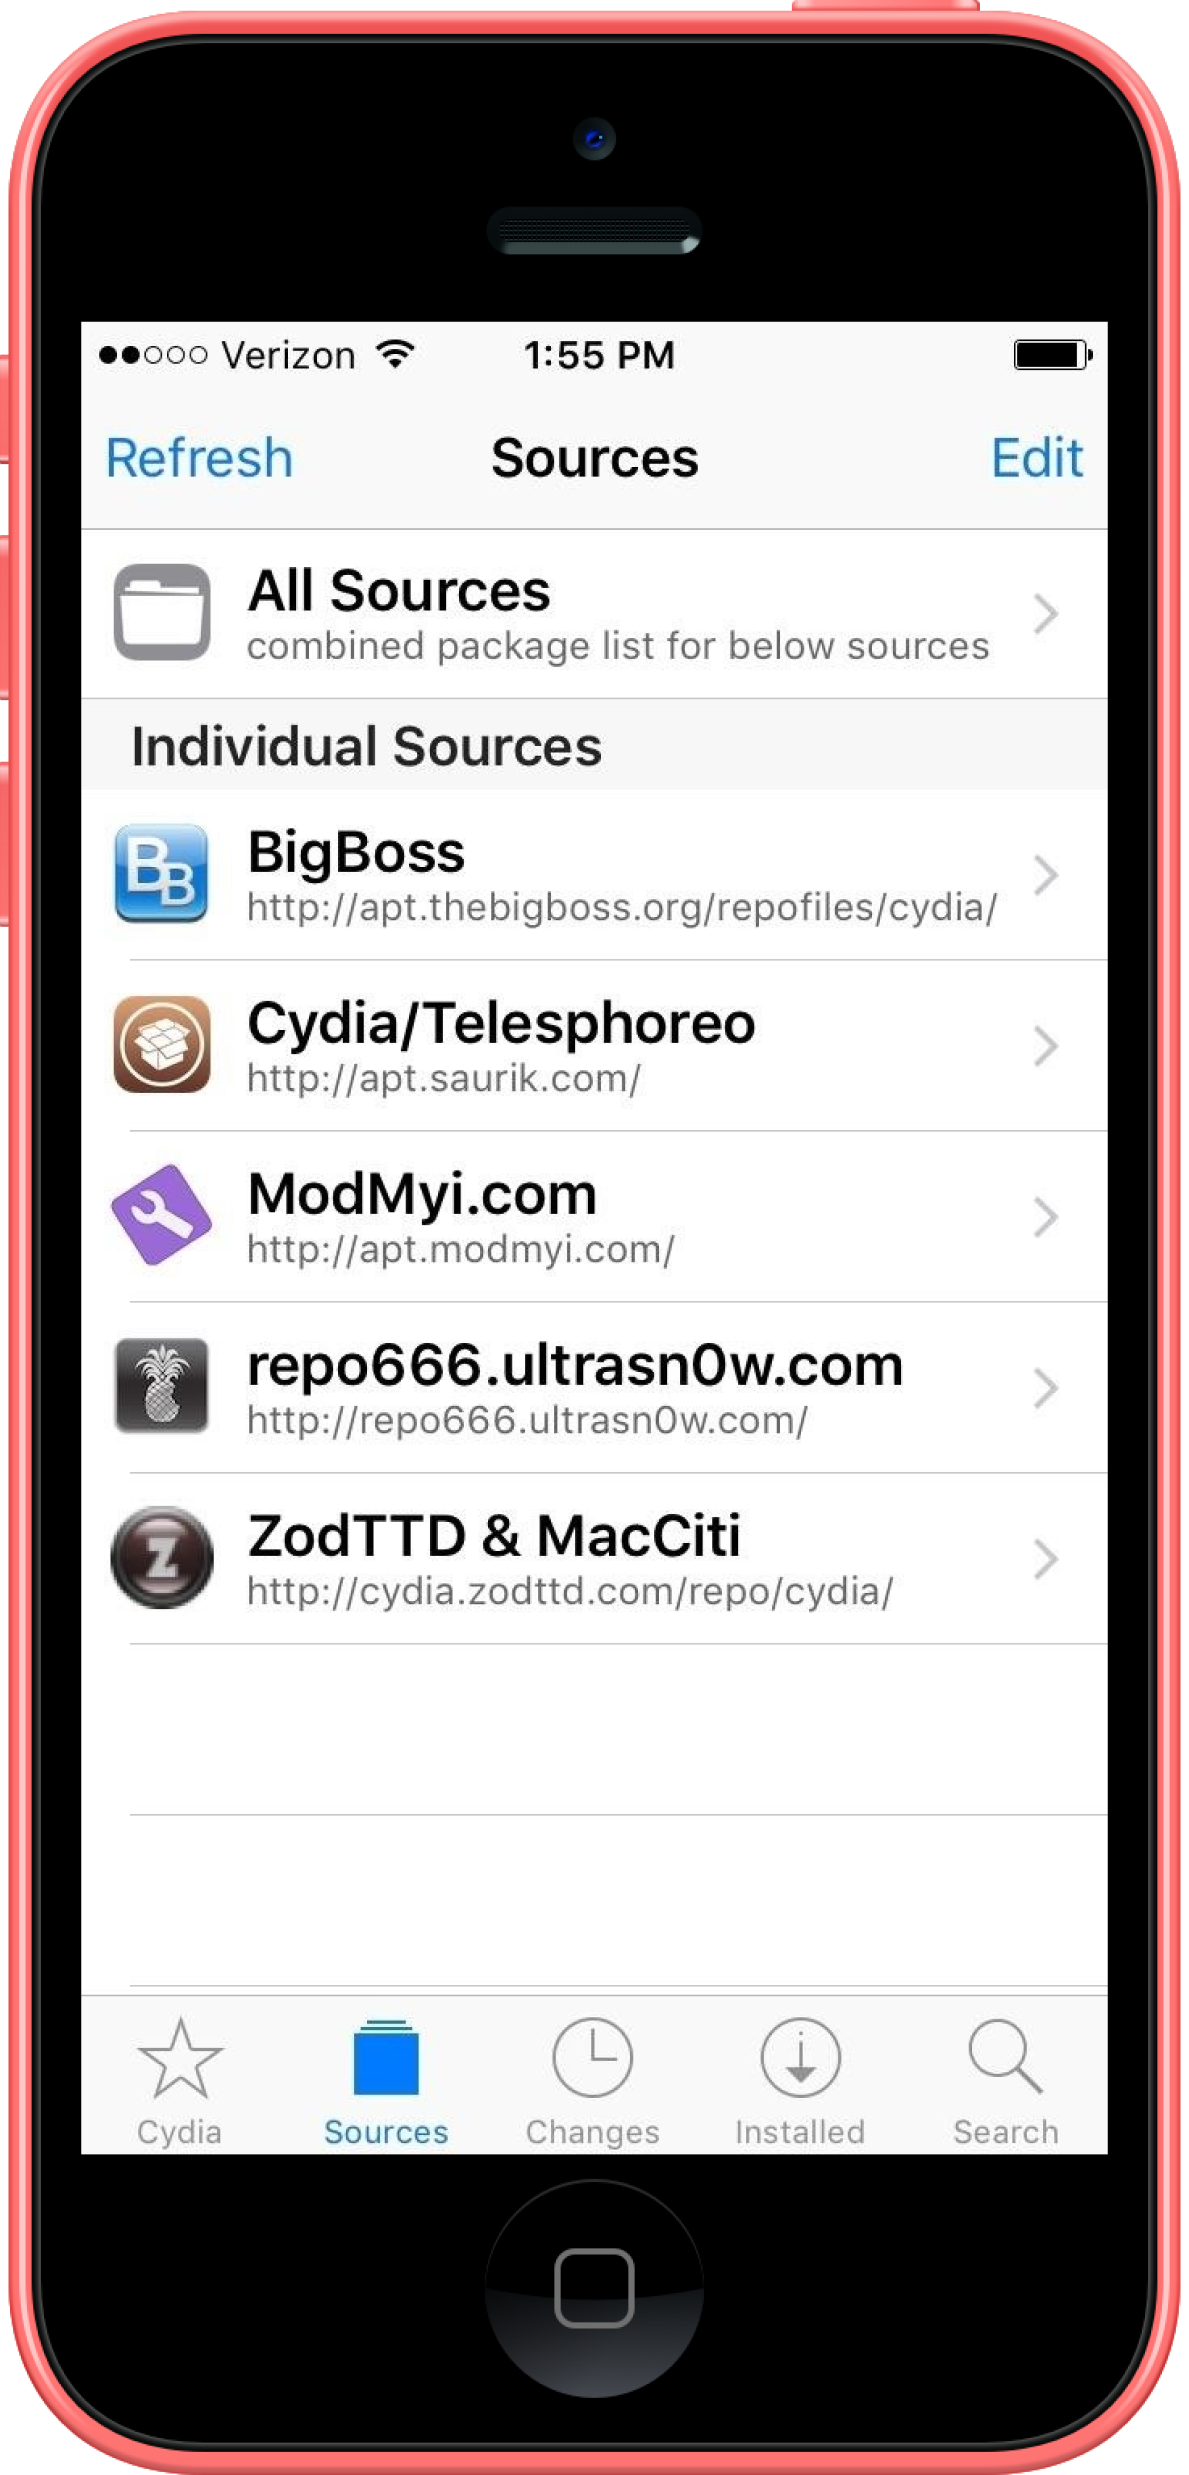 Verizon 1:55 PM
Refresh Sources Edit
All Sources
combined package list for below sources
Individual Sources
BB
BigBoss
http://apt.thebigboss.org/repofiles/cydia/
Cydia/Telesphoreo
http://apt.saurik.com/
ModMyi.com
http://apt.modmyi.com/
repo666.ultrasn0w.com
http://repo666.ultrasn0w.com/
Z
ZodTTD & MacCiti
http://cydia.zodttd.com/repo/cydia/
Cydia Sources Changes Installed Search